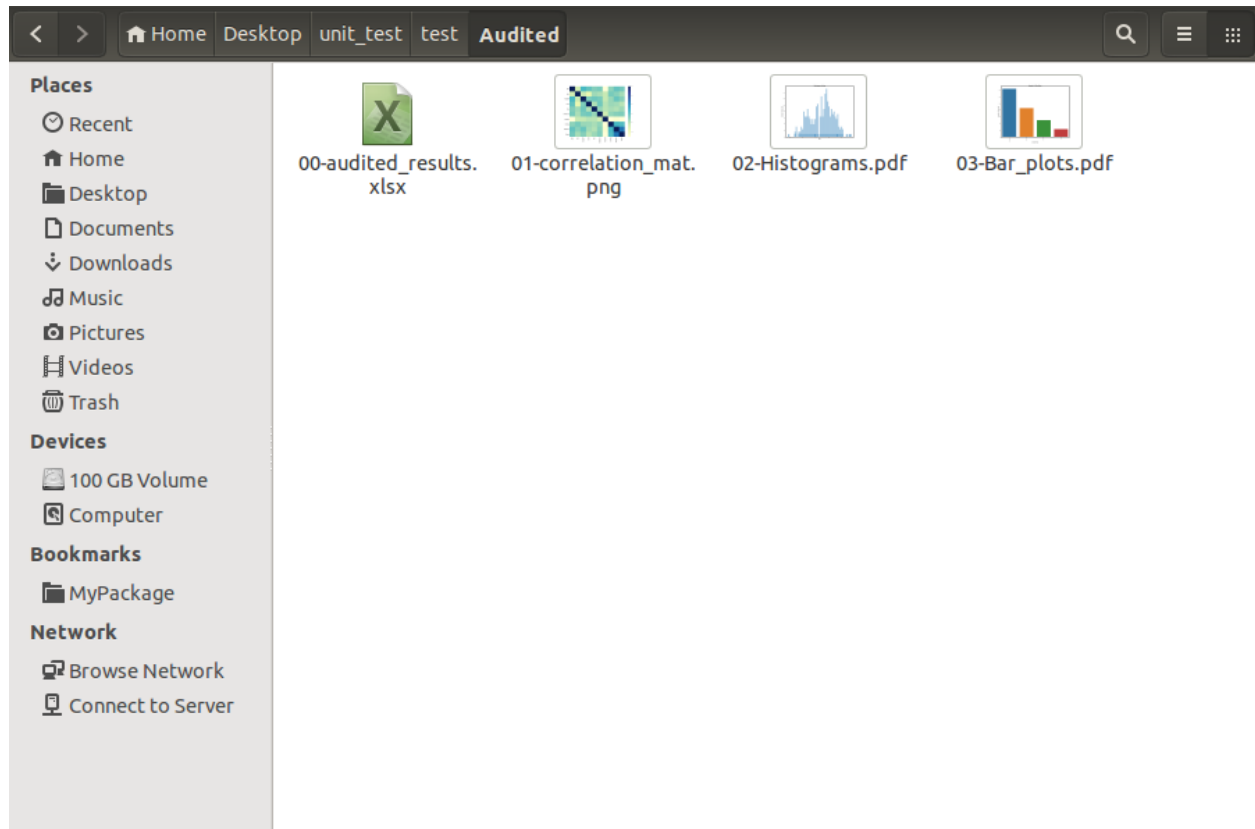 Home Desktop unit_test test Audited
Places
Recent
Home
Desktop
Documents
Downloads
Music
Pictures
Videos
Trash
Devices
100 GB Volume
Computer
Bookmarks
MyPackage
Network
Browse Network
Connect to Server
00-audited_results.
xlsx
01-correlation_mat.
png
02-Histograms.pdf
03-Bar_plots.pdf